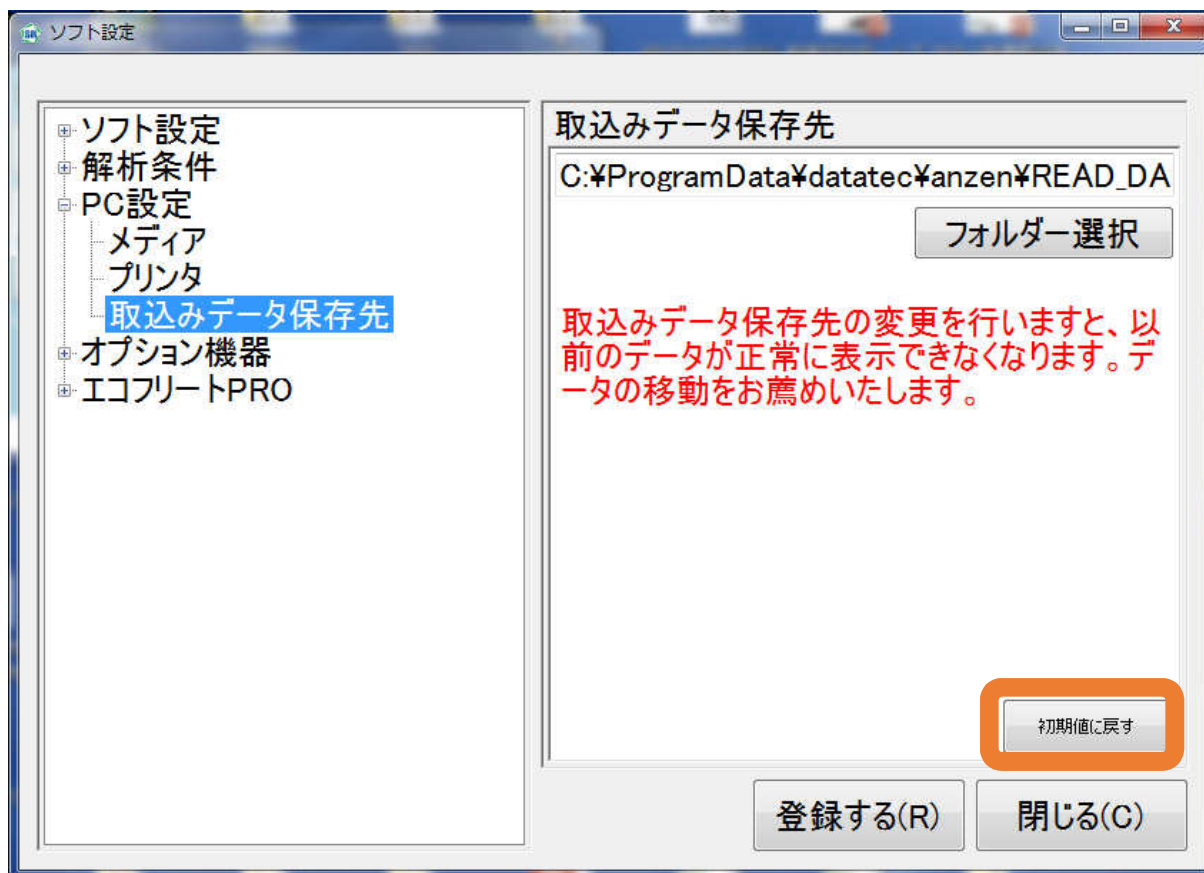 ソフト設定
ソフト設定
解析条件
PC設定
メディア
プリンタ
取込みデータ保存先
オプション機器
エコフリートPRO
取込みデータ保存先
C:¥ProgramData¥datatec¥anzen¥READ_DA
フォルダー選択
取込みデータ保存先の変更を行いますと、以
前のデータが正常に表示できなくなります。デ
ータの移動をお薦めいたします。
初期値に戻す
登録する(R)
閉じる(C)